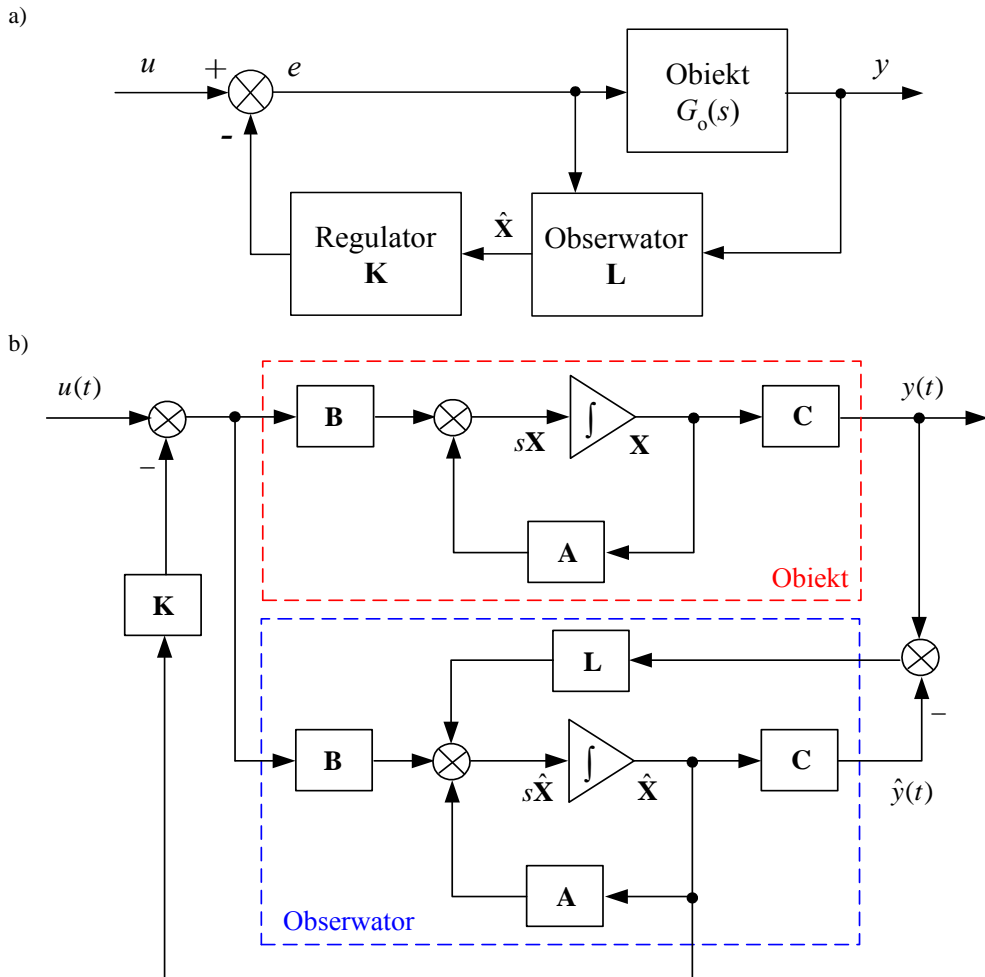 a)
u + e Obiekt y
G_o(s)
-
Regulator X̂ Obserwator
K L
b)
u(t) B ∫ C y(t)
sX X
–
A
Obiekt
K
L
–
B ∫ C
sX̂ X̂ ŷ(t)
A
Obserwator